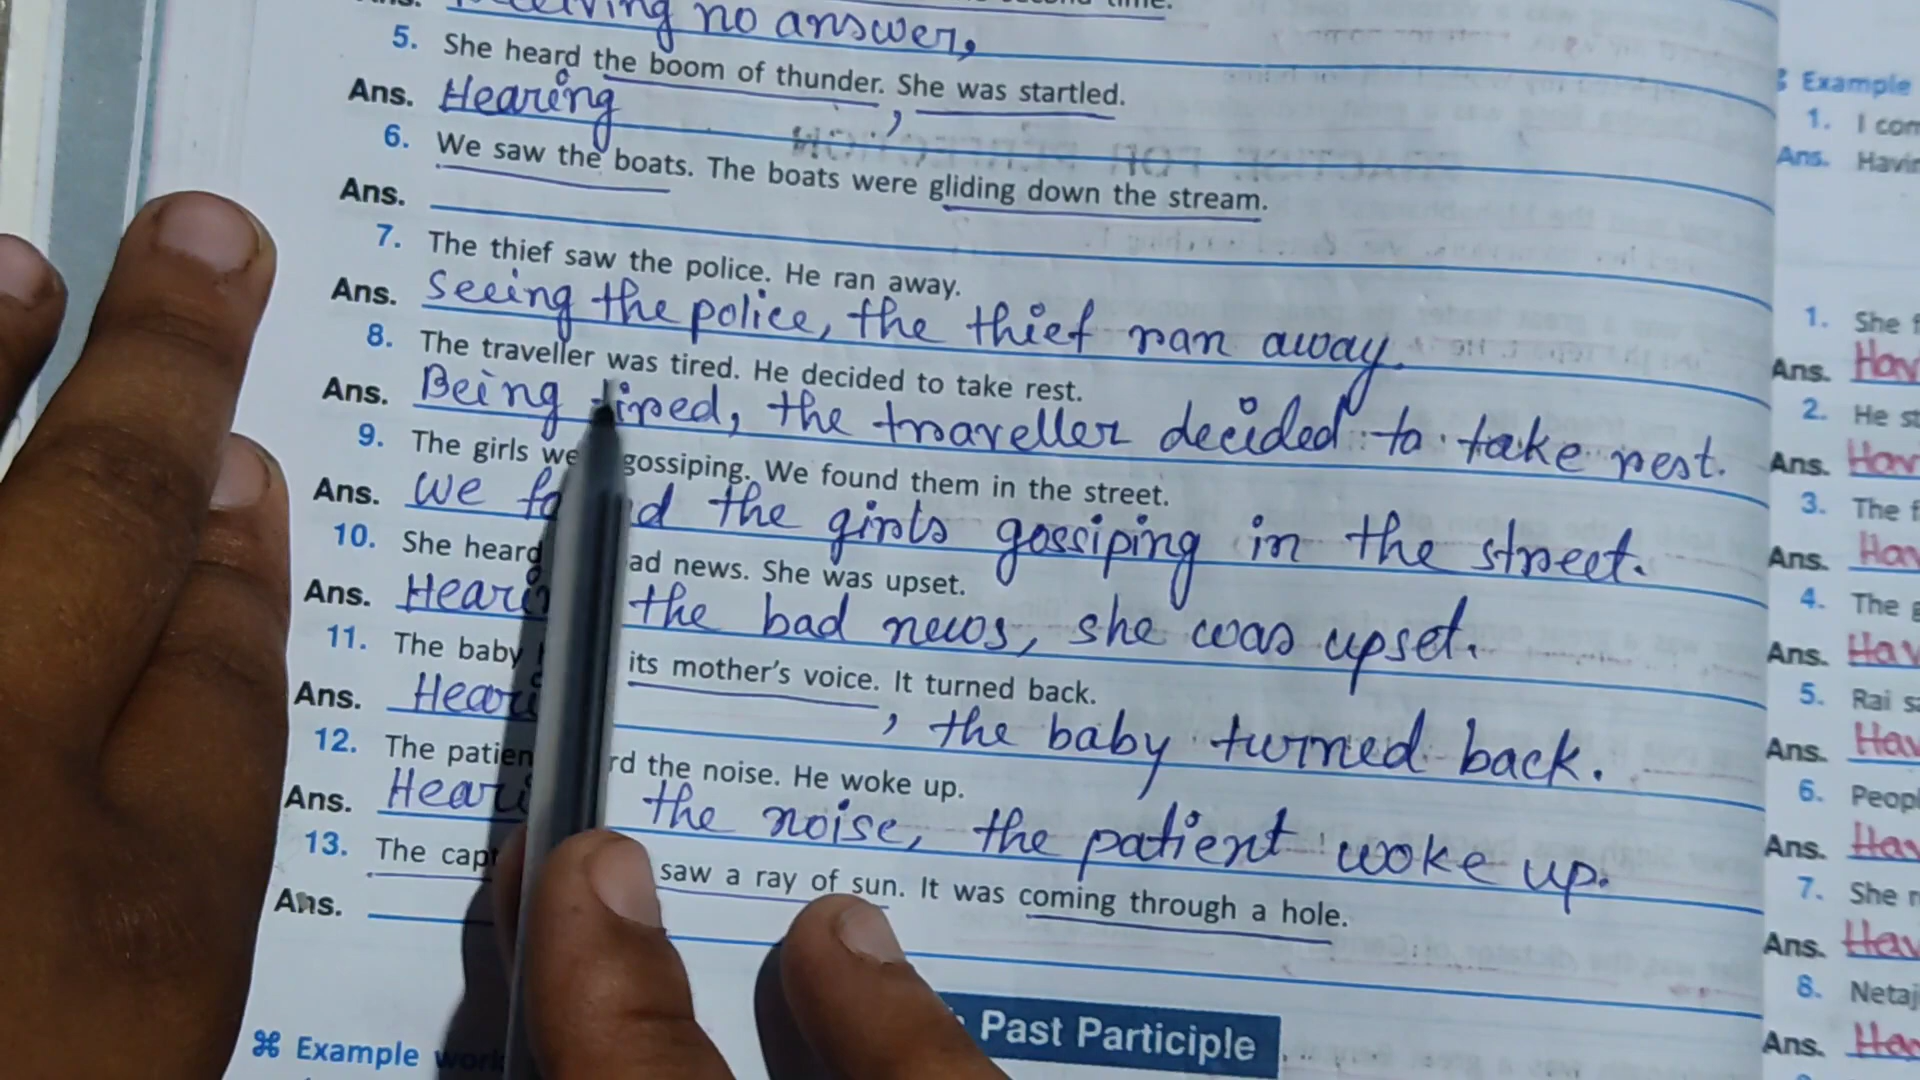 no answer,
5. She heard the boom of thunder. She was startled.
Ans. Hearing ,
6. We saw the boats. The boats were gliding down the stream.
Ans.
7. The thief saw the police. He ran away.
Ans. Seeing the police, the thief ran away.
8. The traveller was tired. He decided to take rest.
Ans. Being tired, the traveller decided to take rest.
9. The girls we gossiping. We found them in the street.
Ans. We fo d the girls gossiping in the street.
10. She heard ad news. She was upset.
Ans. Heari the bad news, she was upset.
11. The baby its mother's voice. It turned back.
Ans. Heari , the baby turned back.
12. The patien rd the noise. He woke up.
Ans. Heari the noise, the patient woke up.
13. The capt saw a ray of sun. It was coming through a hole.
Ans.
Past Participle
⌘ Example wor
Example
1. I com
Ans. Havin
1. She f
Ans. Hav
2. He st
Ans. Hav
3. The f
Ans. Hav
4. The g
Ans. Hav
5. Rai sa
Ans. Hav
6. Peopl
Ans. Hav
7. She r
Ans. Hav
8. Netaj
Ans. Hav